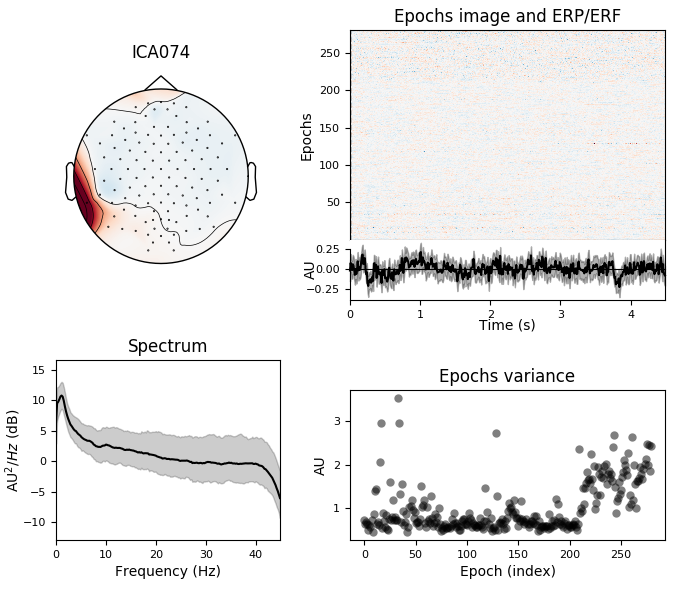 ICA074
Epochs image and ERP/ERF
250
200
150
100
50
Epochs
0.25
0.00
−0.25
AU
0 1 2 3 4
Time (s)
Spectrum
15
10
5
0
−5
−10
AU²/Hz (dB)
0 10 20 30 40
Frequency (Hz)
Epochs variance
3
2
1
AU
0 50 100 150 200 250
Epoch (index)